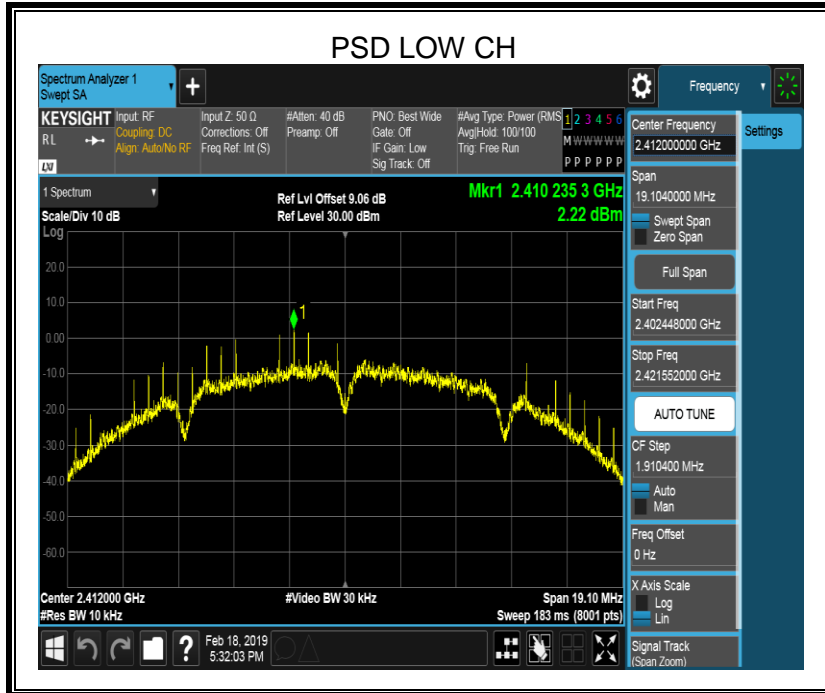 PSD LOW CH
Spectrum Analyzer 1
Swept SA
+
Frequency
KEYSIGHT
RL
LXI
Input: RF
Coupling: DC
Align: Auto/No RF
Input Z: 50 Ω
Corrections: Off
Freq Ref: Int (S)
#Atten: 40 dB
Preamp: Off
PNO: Best Wide
Gate: Off
IF Gain: Low
Sig Track: Off
#Avg Type: Power (RMS
Avg|Hold: 100/100
Trig: Free Run
1 2 3 4 5 6
M W W W W W
P P P P P P
1 Spectrum
Scale/Div 10 dB
Ref Lvl Offset 9.06 dB
Ref Level 30.00 dBm
Mkr1 2.410 235 3 GHz
2.22 dBm
Log
20.0
10.0
0.00
-10.0
-20.0
-30.0
-40.0
-50.0
-60.0
1
Center 2.412000 GHz
#Res BW 10 kHz
#Video BW 30 kHz
Span 19.10 MHz
Sweep 183 ms (8001 pts)
?
Feb 18, 2019
5:32:03 PM
Center Frequency
2.412000000 GHz
Settings
Span
19.1040000 MHz
Swept Span
Zero Span
Full Span
Start Freq
2.402448000 GHz
Stop Freq
2.421552000 GHz
AUTO TUNE
CF Step
1.910400 MHz
Auto
Man
Freq Offset
0 Hz
X Axis Scale
Log
Lin
Signal Track
(Span Zoom)